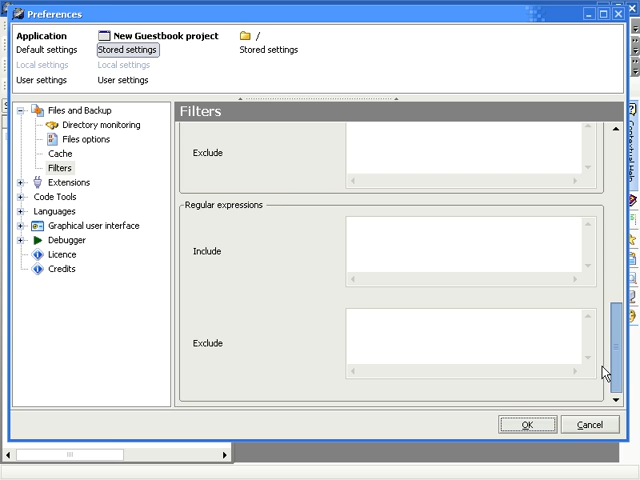 Preferences
Application
New Guestbook project
/
Default settings
Stored settings
Stored settings
Local settings
Local settings
User settings
User settings
Files and Backup
Directory monitoring
Files options
Cache
Filters
Extensions
Code Tools
Languages
Graphical user interface
Debugger
Licence
Credits
Filters
Exclude
Regular expressions
Include
Exclude
OK
Cancel
Contextual Help